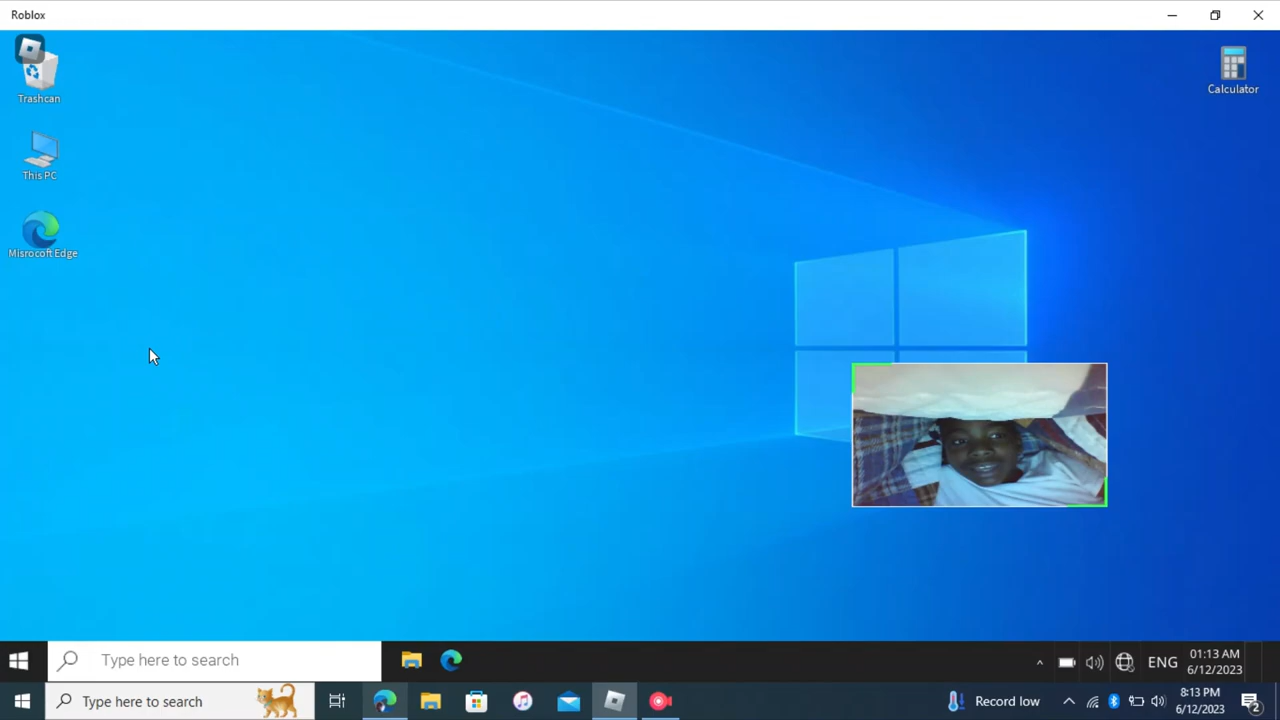 Roblox
Trashcan
Calculator
This PC
Misrocoft Edge
Type here to search
ENG
01:13 AM
6/12/2023
Type here to search
Record low
8:13 PM
6/12/2023
2